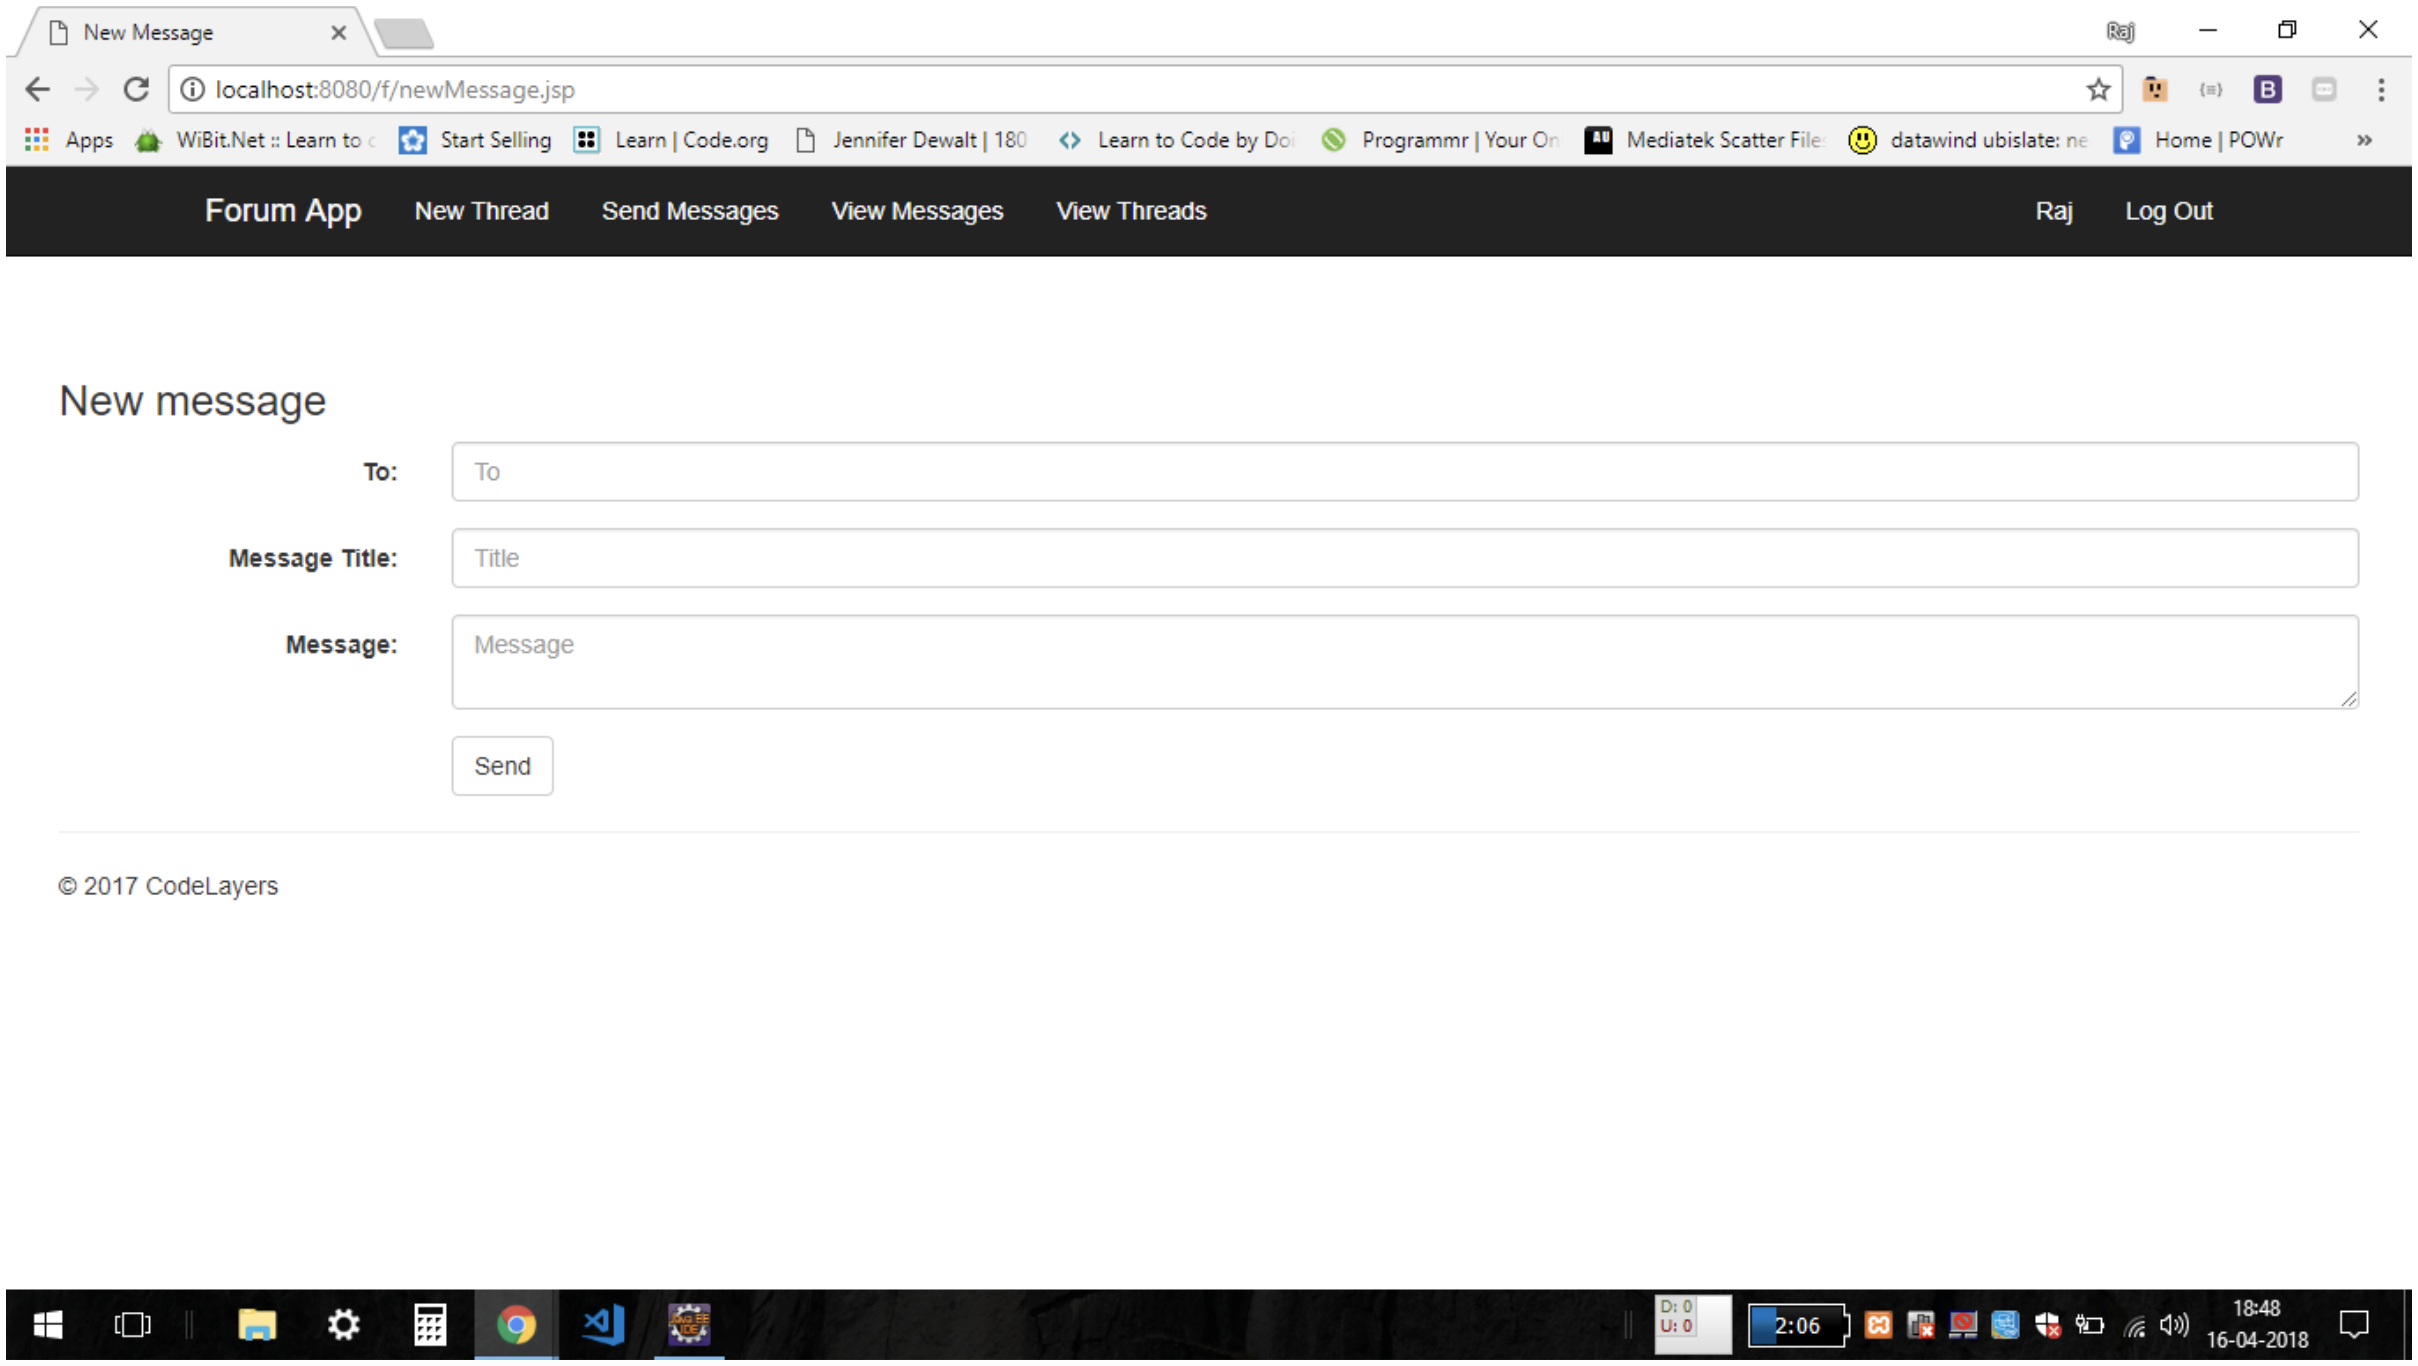 New Message
Raj
localhost:8080/f/newMessage.jsp
Apps WiBit.Net :: Learn to c Start Selling Learn | Code.org Jennifer Dewalt | 180 Learn to Code by Doi Programmr | Your On Mediatek Scatter File datawind ubislate: ne Home | POWr »
Forum App New Thread Send Messages View Messages View Threads Raj Log Out
New message
To: To
Message Title: Title
Message: Message
Send
© 2017 CodeLayers
D: 0
U: 0
2:06
JAVA EE
IDE
18:48
16-04-2018